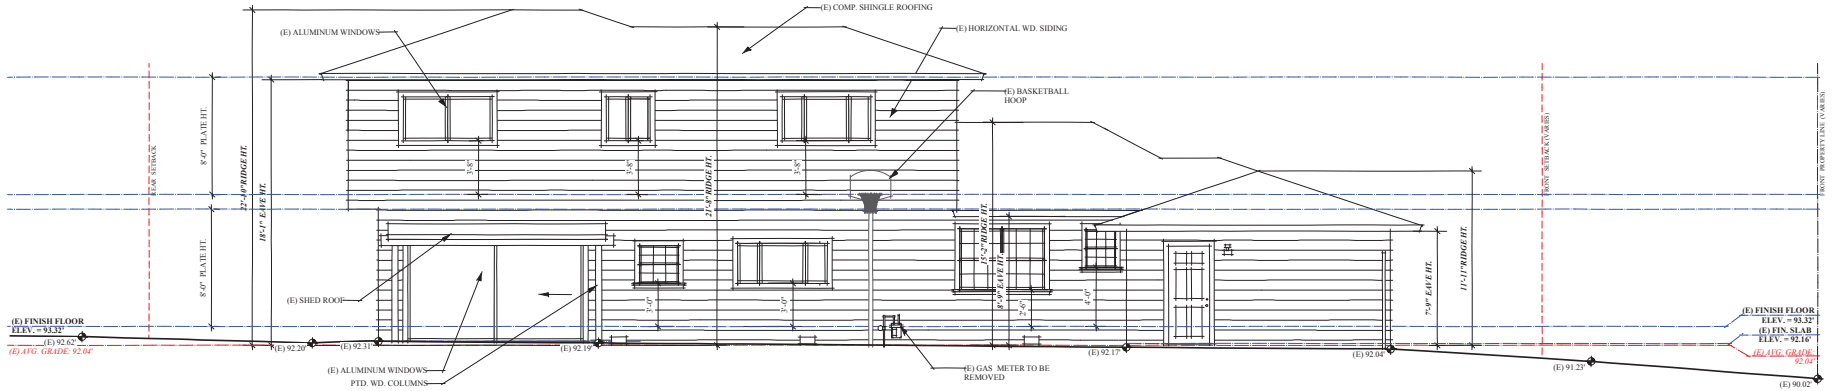 (E) COMP. SHINGLE ROOFING
(E) ALUMINUM WINDOWS
(E) HORIZONTAL WD. SIDING
(E) BASKETBALL
HOOP
8'-0" PLATE HT.
REAR SETBACK
22'-10" RIDGE HT.
18'-1" EAVE HT.
3'-8"
3'-8"
21'-8" RIDGE HT.
3'-8"
FRONT SETBACK (VARIES)
FRONT PROPERTY LINE (VARIES)
8'-0" PLATE HT.
15'-2" RIDGE HT.
8'-9" EAVE HT.
7'-9" EAVE HT.
11'-11" RIDGE HT.
(E) SHED ROOF
3'-0"
3'-0"
2'-6"
4'-0"
(E) FINISH FLOOR
ELEV. = 93.32'
(E) 92.62'
(E) AVG. GRADE: 92.04'
(E) 92.20'
(E) 92.31'
(E) 92.19'
(E) 92.17'
(E) 92.04'
(E) FINISH FLOOR
ELEV. = 93.32'
(E) FIN. SLAB
ELEV. = 92.16'
(E) AVG. GRADE:
92.04'
(E) 91.23'
(E) 90.02'
(E) ALUMINUM WINDOWS
PTD. WD. COLUMNS
(E) GAS METER TO BE
REMOVED